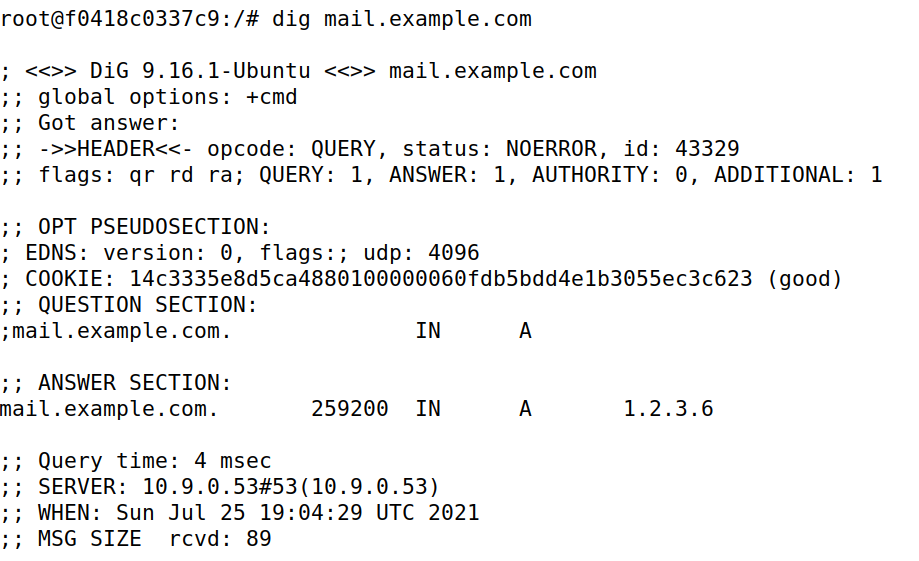 root@f0418c0337c9:/# dig mail.example.com
; <<>> DiG 9.16.1-Ubuntu <<>> mail.example.com
;; global options: +cmd
;; Got answer:
;; ->>HEADER<<- opcode: QUERY, status: NOERROR, id: 43329
;; flags: qr rd ra; QUERY: 1, ANSWER: 1, AUTHORITY: 0, ADDITIONAL: 1
;; OPT PSEUDOSECTION:
; EDNS: version: 0, flags:; udp: 4096
; COOKIE: 14c3335e8d5ca4880100000060fdb5bdd4e1b3055ec3c623 (good)
;; QUESTION SECTION:
;mail.example.com. IN A
;; ANSWER SECTION:
mail.example.com. 259200 IN A 1.2.3.6
;; Query time: 4 msec
;; SERVER: 10.9.0.53#53(10.9.0.53)
;; WHEN: Sun Jul 25 19:04:29 UTC 2021
;; MSG SIZE  rcvd: 89